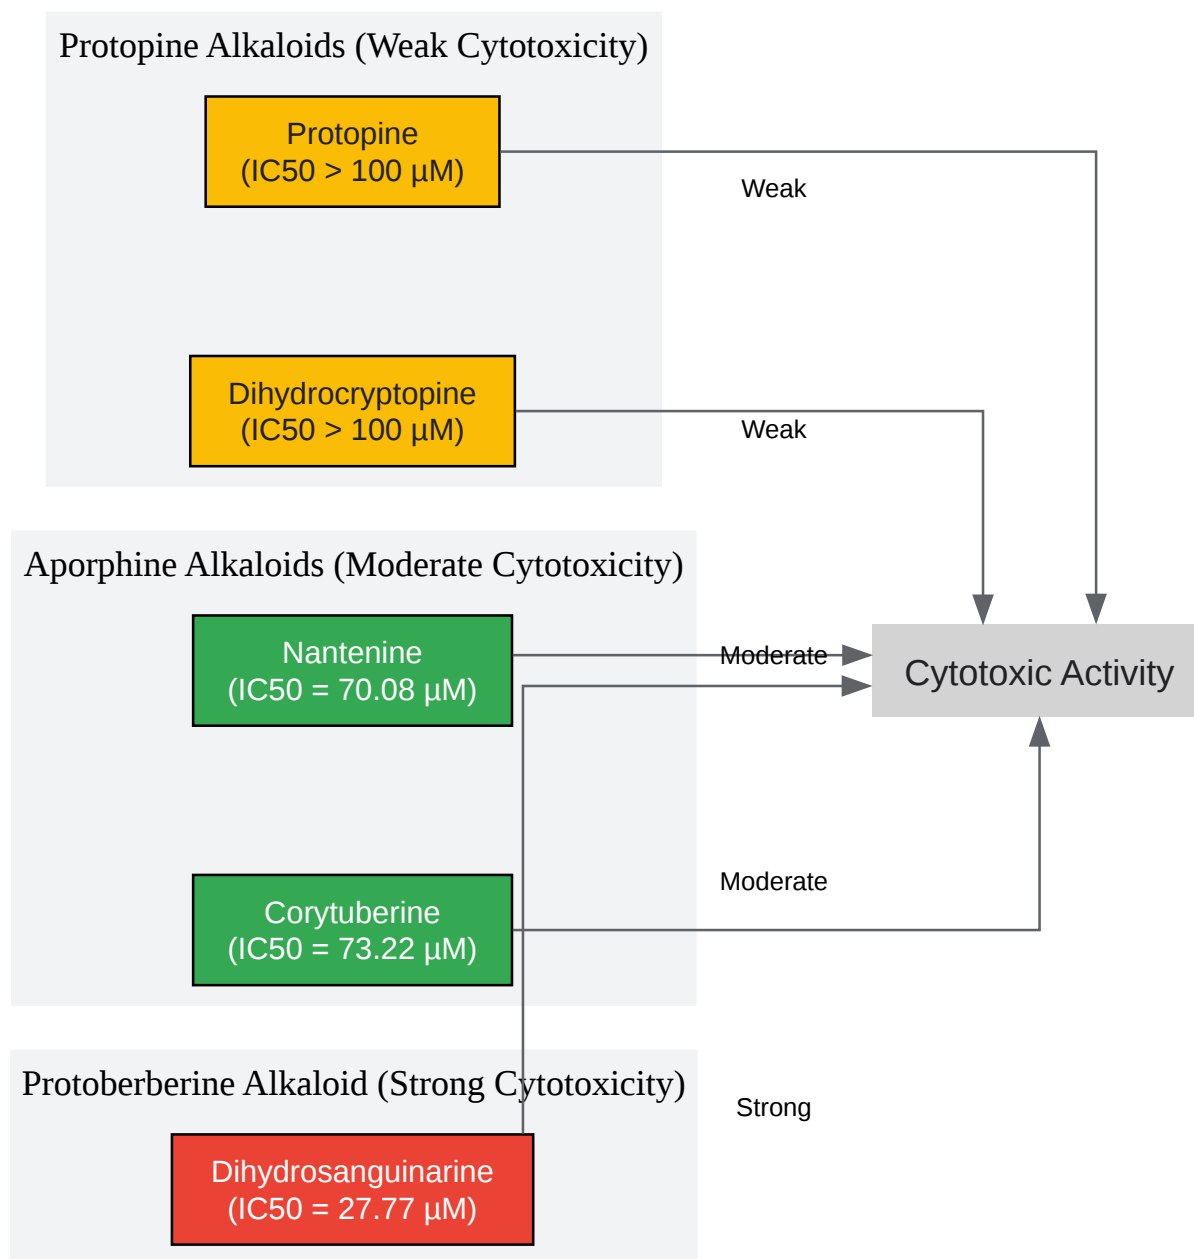 Protopine Alkaloids (Weak Cytotoxicity)
Protopine
(IC50 > 100 µM)
Weak
Dihydrocryptopine
(IC50 > 100 µM)
Weak
Aporphine Alkaloids (Moderate Cytotoxicity)
Nantenine
(IC50 = 70.08 µM)
Moderate
Cytotoxic Activity
Corytuberine
(IC50 = 73.22 µM)
Moderate
Protoberberine Alkaloid (Strong Cytotoxicity)
Strong
Dihydrosanguinarine
(IC50 = 27.77 µM)